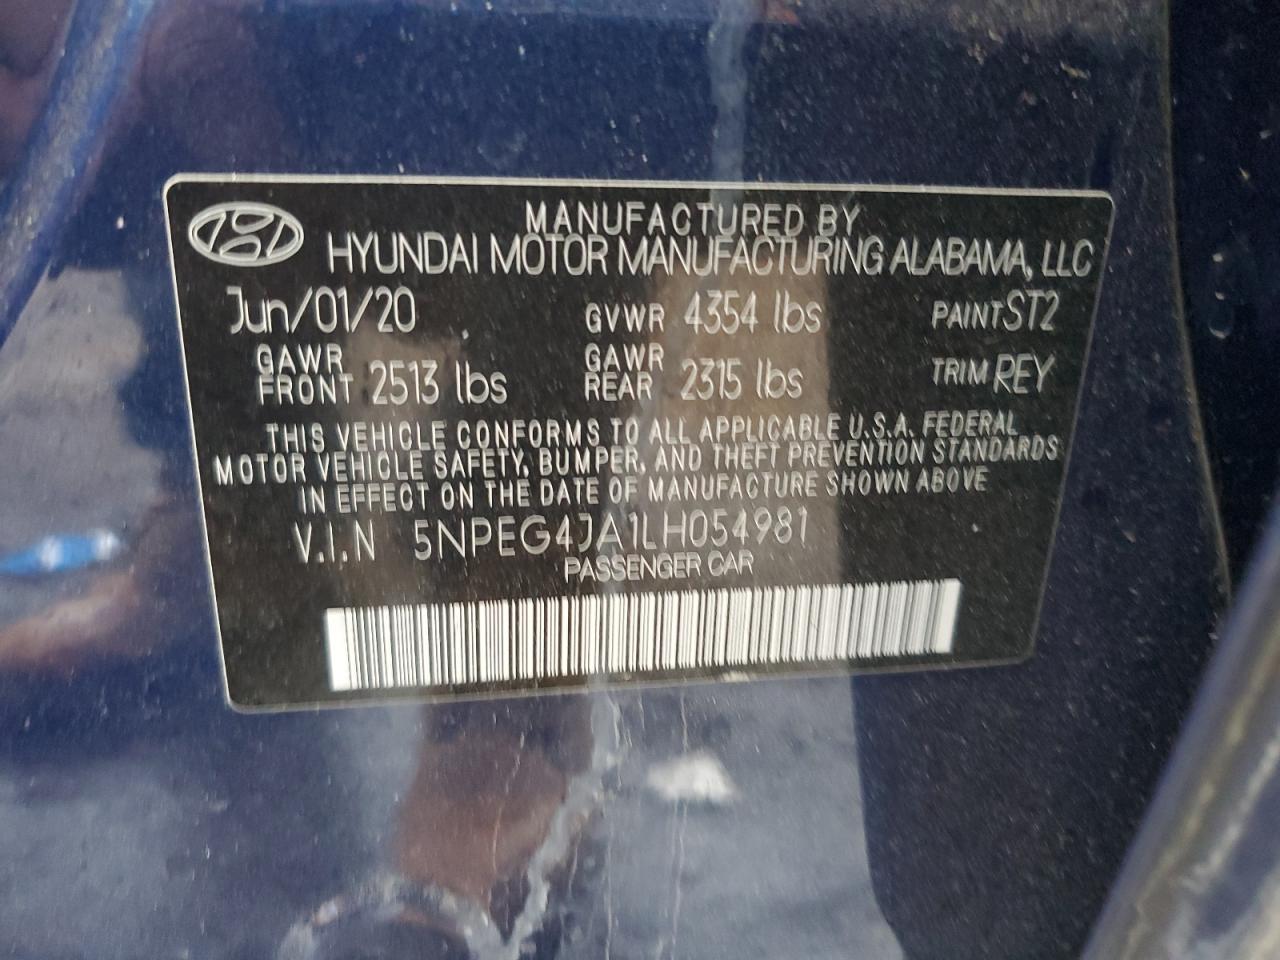 MANUFACTURED BY
HYUNDAI MOTOR MANUFACTURING ALABAMA, LLC
Jun/01/20 GVWR 4354 lbs PAINT ST2
GAWR FRONT 2513 lbs GAWR REAR 2315 lbs TRIM REY
THIS VEHICLE CONFORMS TO ALL APPLICABLE U.S.A. FEDERAL
MOTOR VEHICLE SAFETY, BUMPER, AND THEFT PREVENTION STANDARDS
IN EFFECT ON THE DATE OF MANUFACTURE SHOWN ABOVE
V.I.N 5NPEG4JA1LH054981
PASSENGER CAR